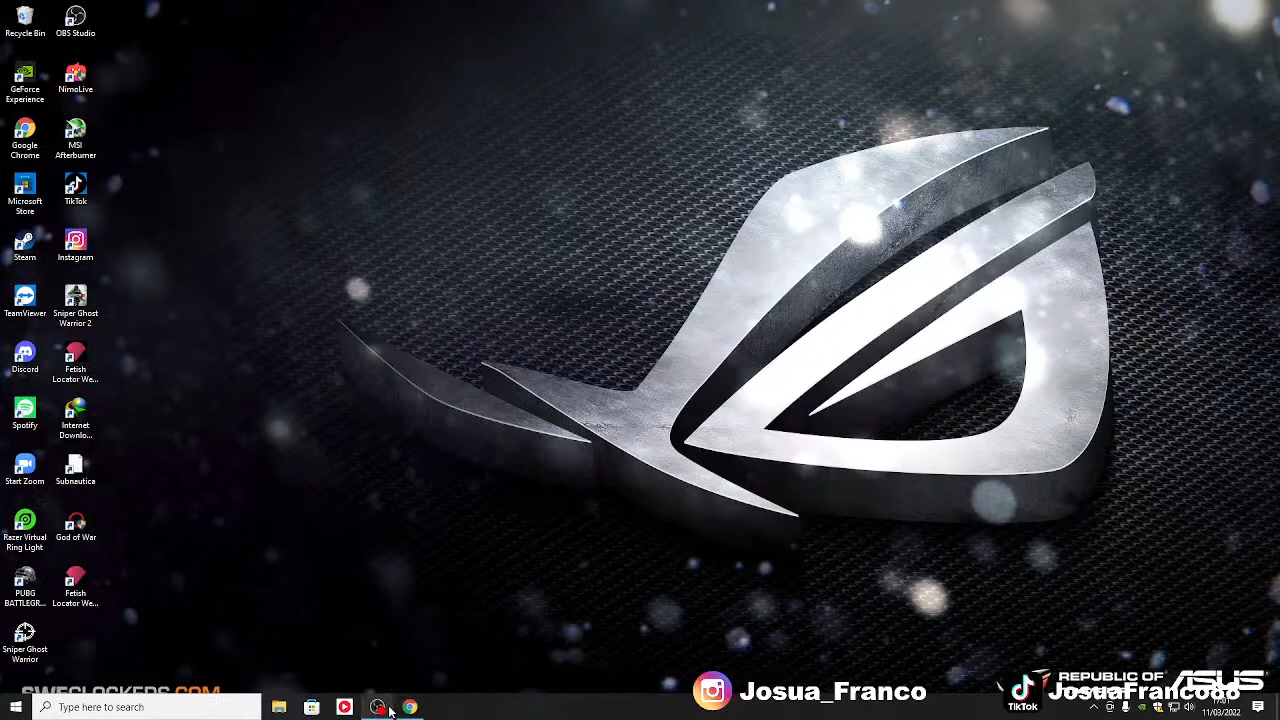 Recycle Bin
OBS Studio
GeForce
Experience
NimoLive
Google
Chrome
MSI
Afterburner
Microsoft
Store
TikTok
Steam
Instagram
TeamViewer
Sniper Ghost
Warrior 2
Discord
Fetish
Locator We...
Spotify
Internet
Downlo...
Start Zoom
Subnautica
Razer Virtual
Ring Light
God of War
PUBG
BATTLEGR...
Fetish
Locator We...
Sniper Ghost
Warrior
SWECLOCKERS.COM
REPUBLIC OF
ASUS
Josua_Franco
TikTok
JosuaFranco88
Type here to search
17:01
11/03/2022